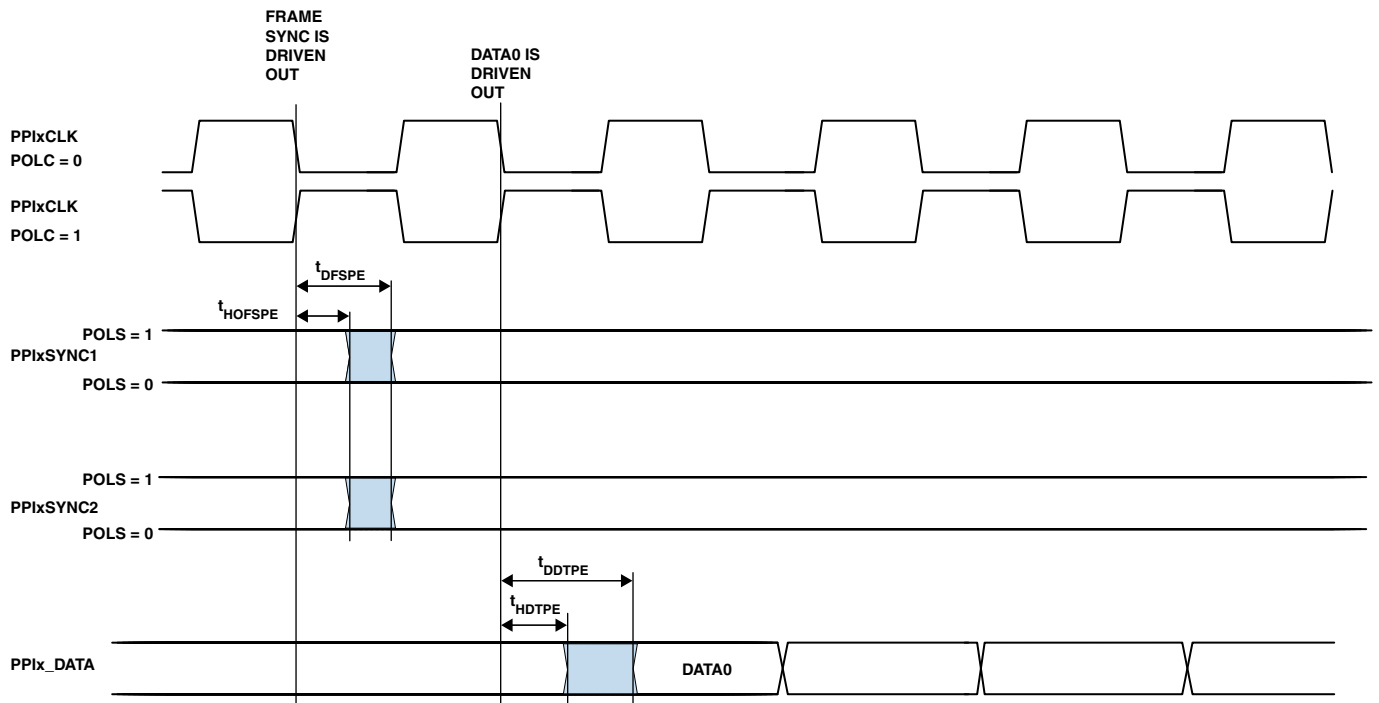 FRAME
SYNC IS
DRIVEN
OUT
DATA0 IS
DRIVEN
OUT
PPIxCLK
POLC = 0
PPIxCLK
POLC = 1
tDFSPE
tHOFSPE
POLS = 1
PPIxSYNC1
POLS = 0
POLS = 1
PPIxSYNC2
POLS = 0
tDDTPE
tHDTPE
PPIx_DATA
DATA0